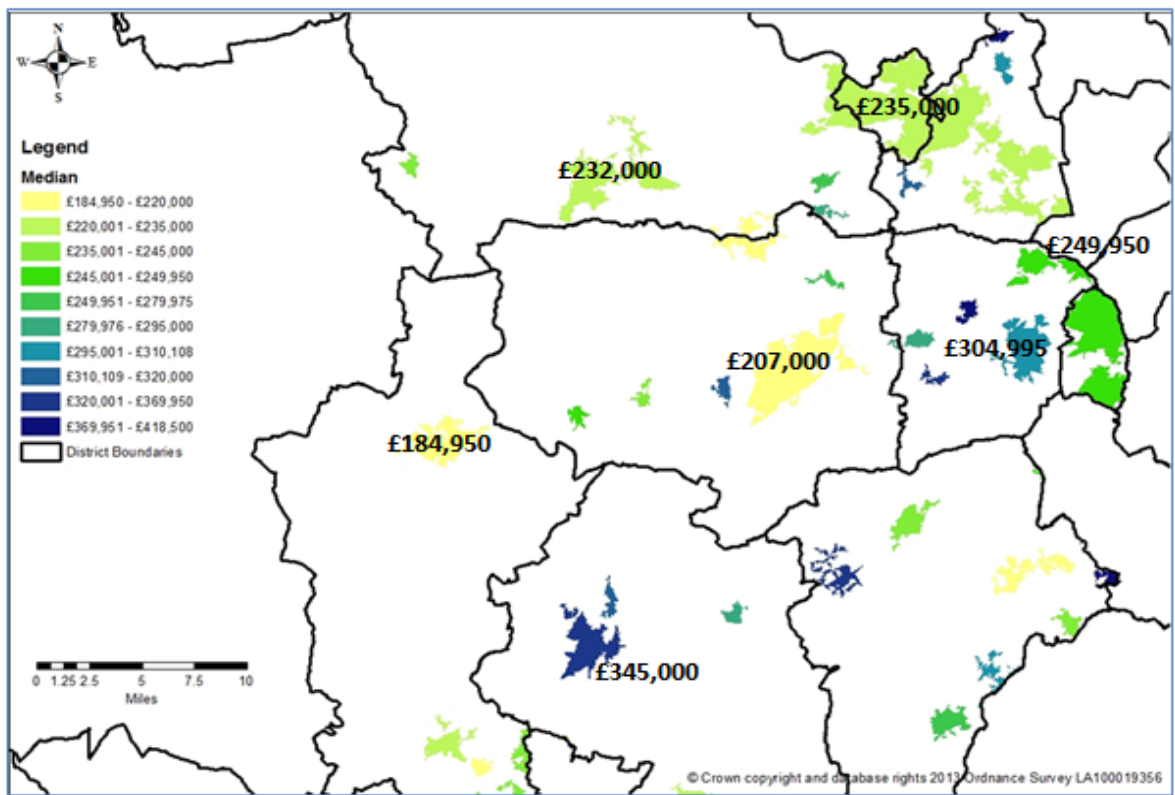 N
W E
S
Legend
Median
£184,950 - £220,000
£220,001 - £235,000
£235,001 - £245,000
£245,001 - £249,950
£249,951 - £279,975
£279,976 - £295,000
£295,001 - £310,108
£310,109 - £320,000
£320,001 - £369,950
£369,951 - £418,500
District Boundaries
£235,000
£232,000
£249,950
£304,995
£207,000
£184,950
£345,000
0 1.25 2.5 5 7.5 10
Miles
© Crown copyright and database rights 2013 Ordnance Survey LA100019356